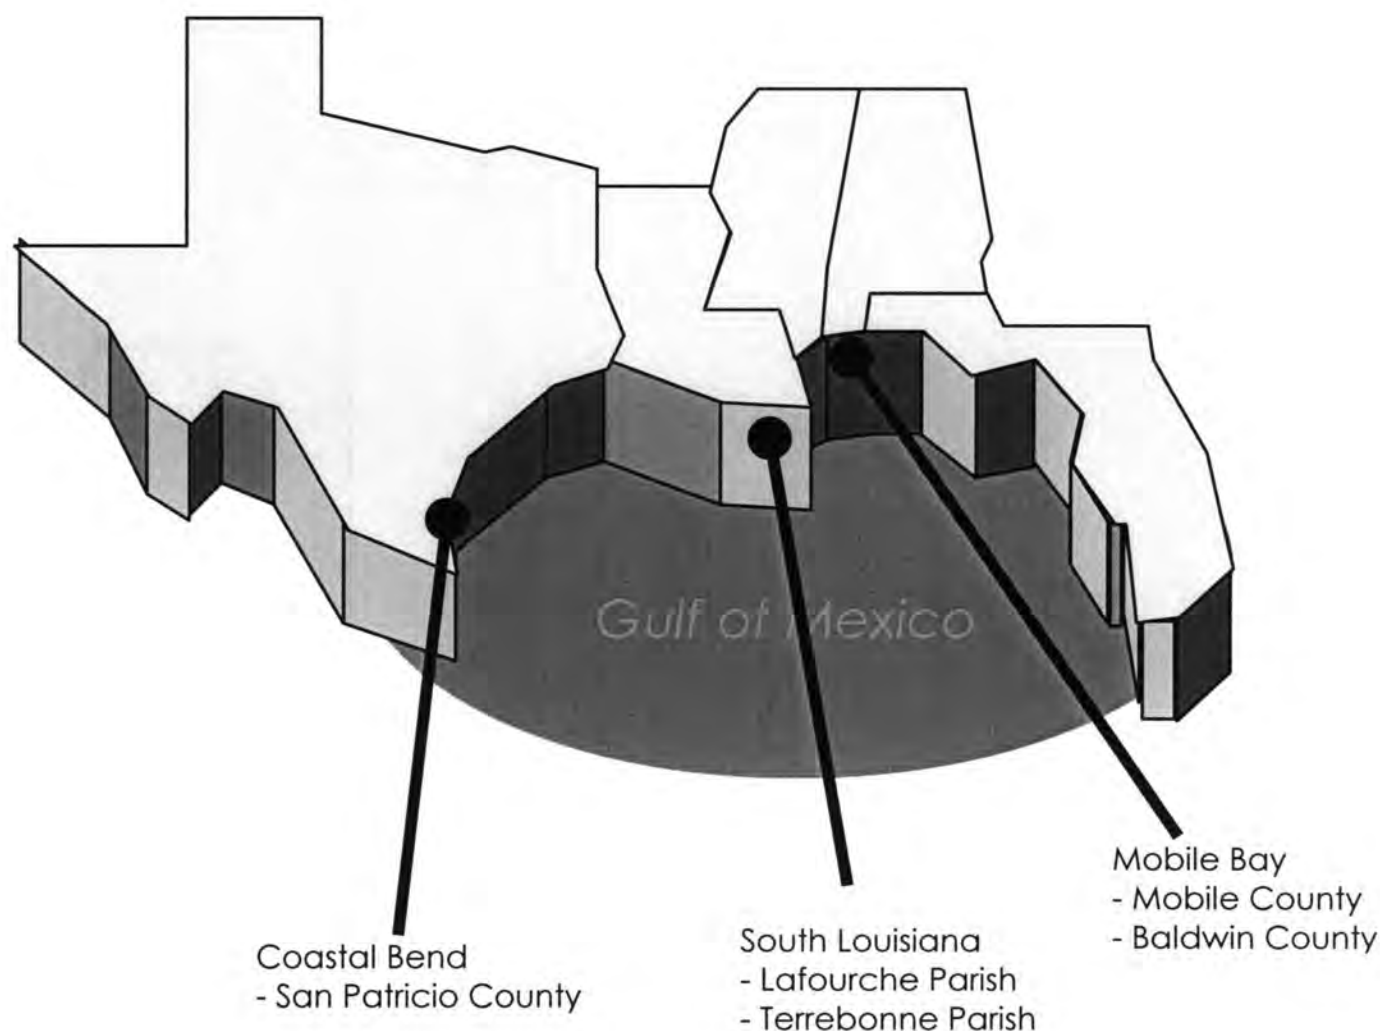 Gulf of Mexico
Mobile Bay
- Mobile County
- Baldwin County
South Louisiana
- Lafourche Parish
- Terrebonne Parish
Coastal Bend
- San Patricio County